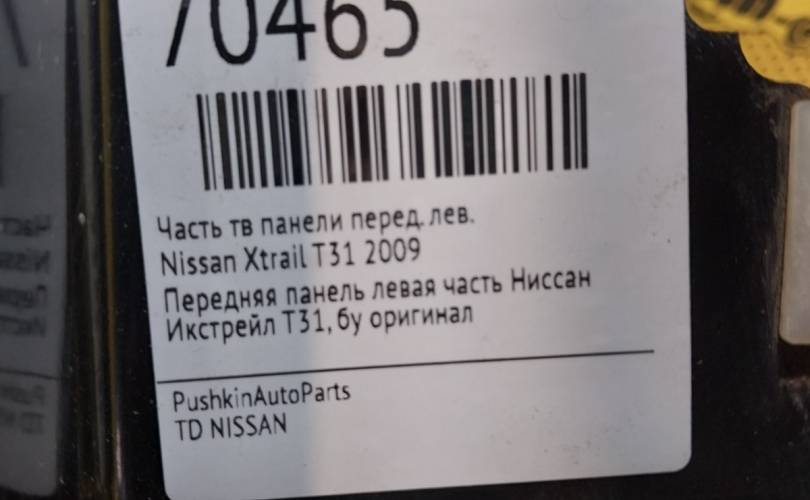 70465
Часть тв панели перед. лев.
Nissan Xtrail T31 2009
Передняя панель левая часть Ниссан
Икстрейл Т31, бу оригинал
PushkinAutoParts
TD NISSAN